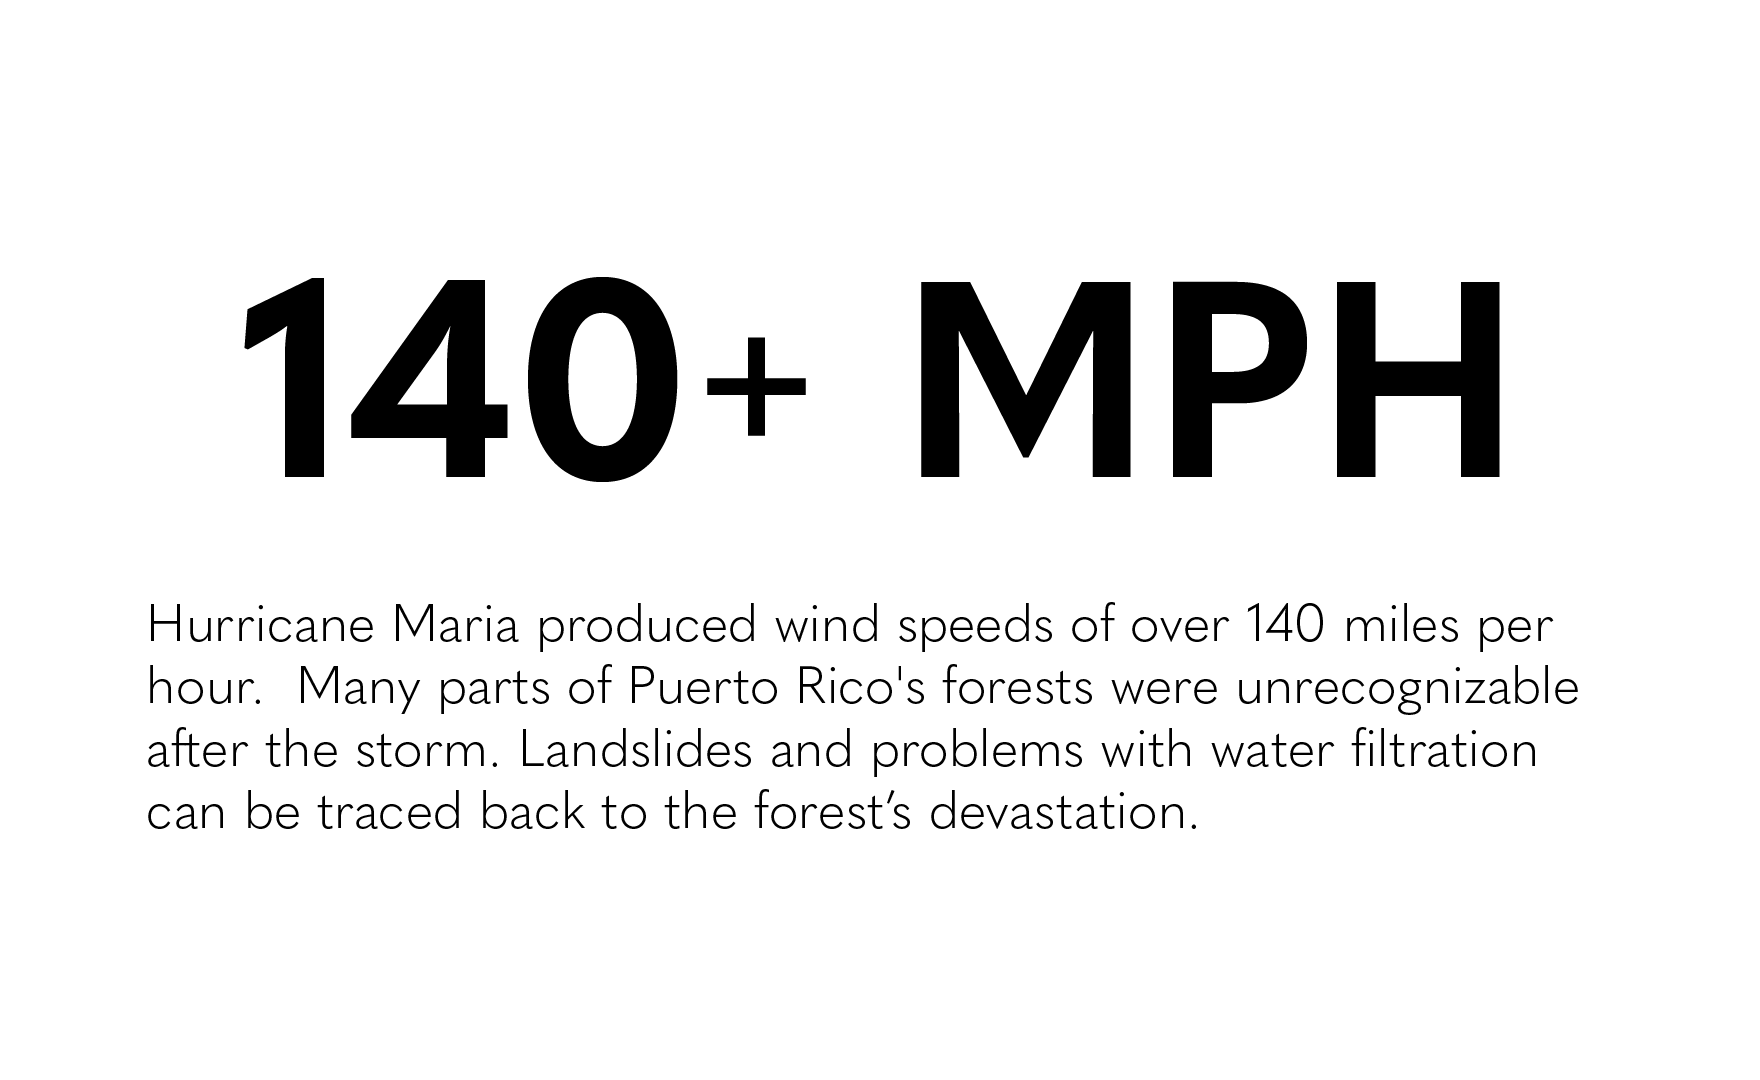 140+ MPH
Hurricane Maria produced wind speeds of over 140 miles per
hour.  Many parts of Puerto Rico's forests were unrecognizable
after the storm. Landslides and problems with water filtration
can be traced back to the forest’s devastation.